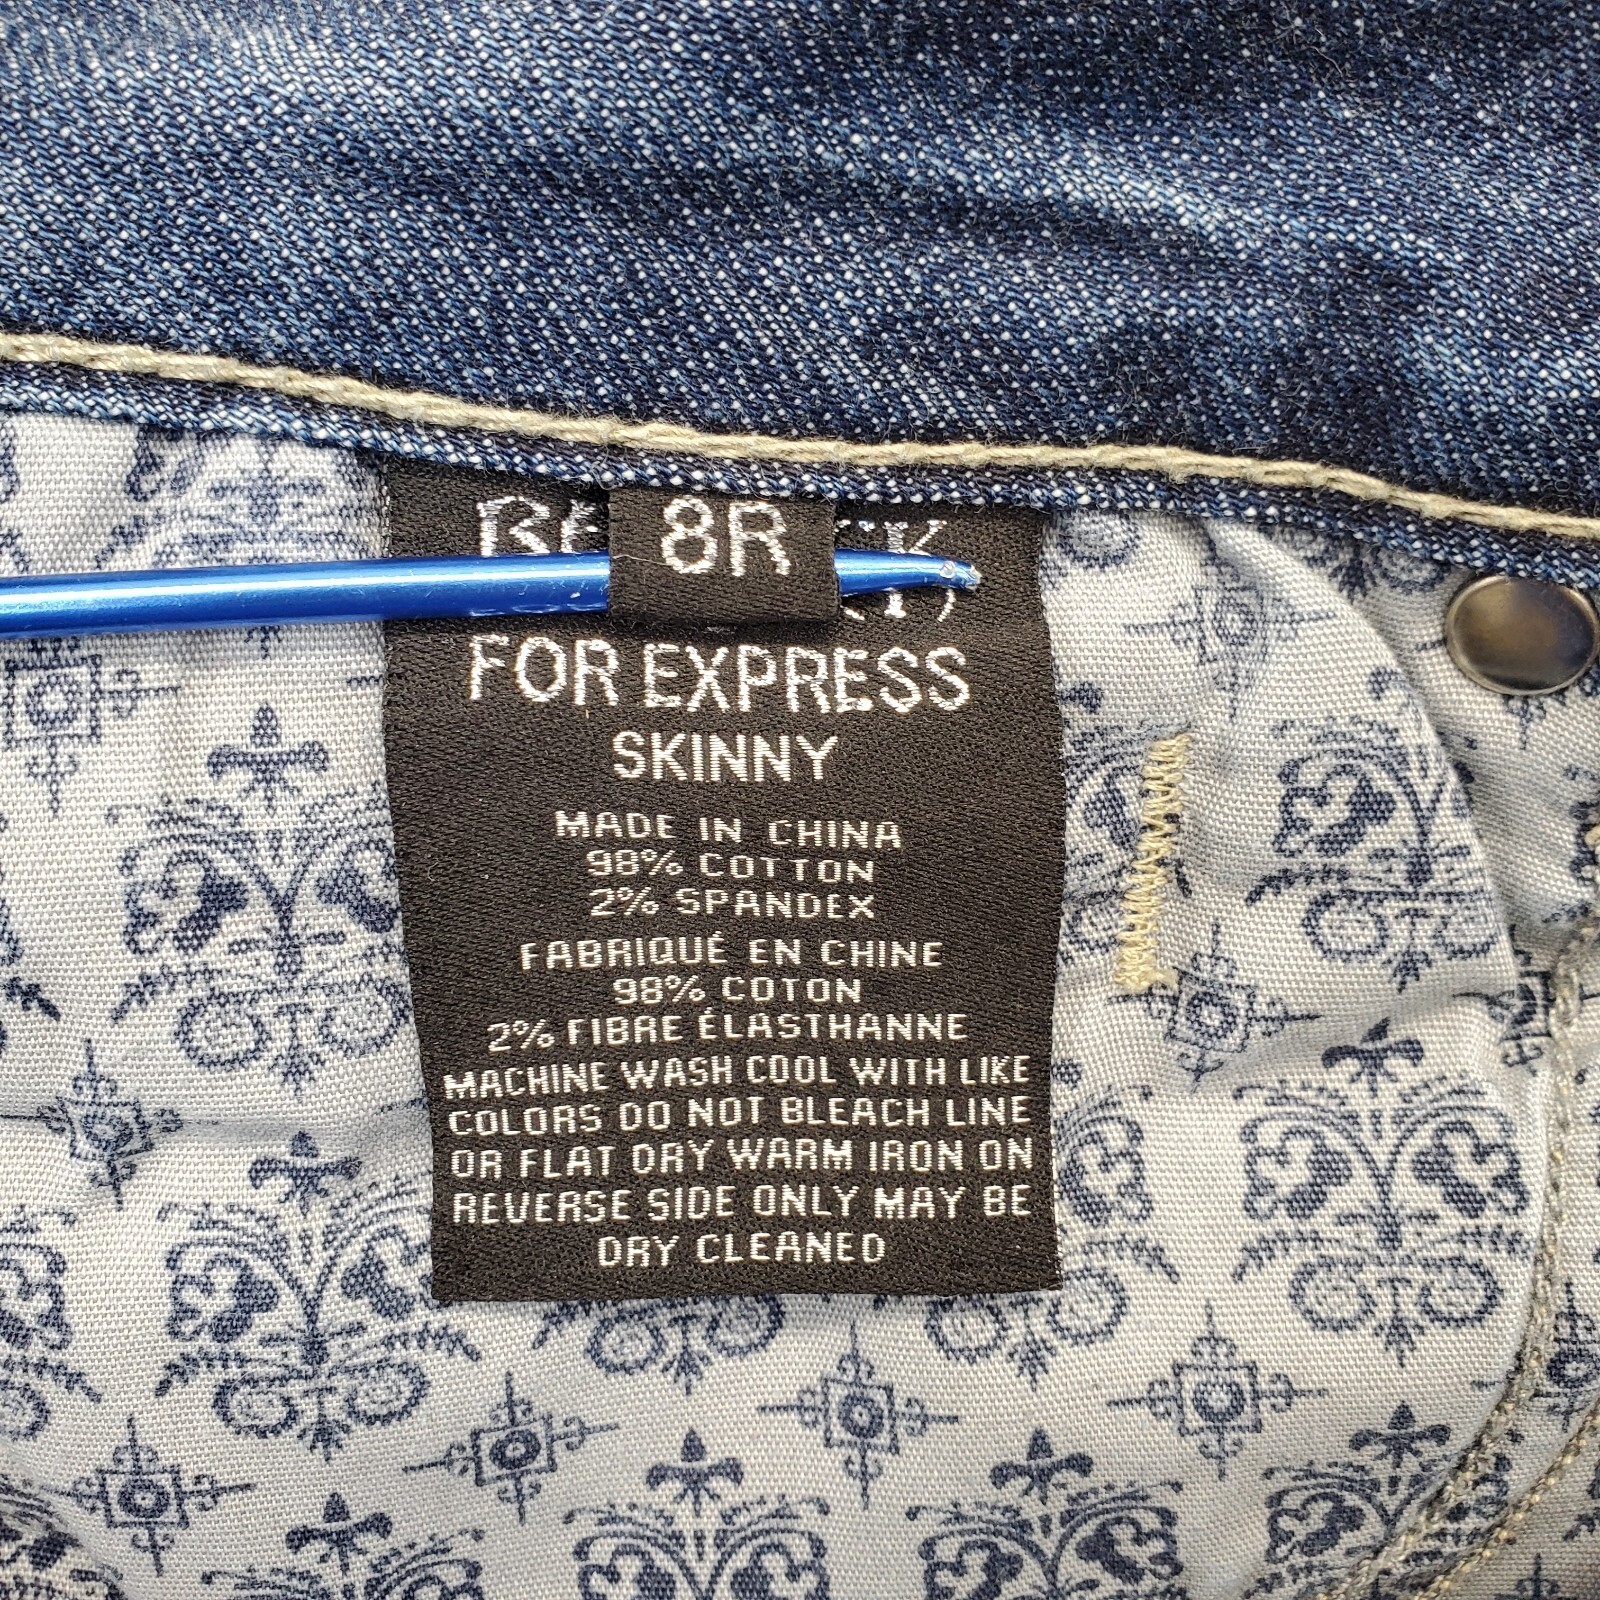 8R
FOR EXPRESS
SKINNY
MADE IN CHINA
98% COTTON
2% SPANDEX
FABRIQUÉ EN CHINE
98% COTON
2% FIBRE ÉLASTHANNE
MACHINE WASH COOL WITH LIKE
COLORS DO NOT BLEACH LINE
OR FLAT DRY WARM IRON ON
REVERSE SIDE ONLY MAY BE
DRY CLEANED